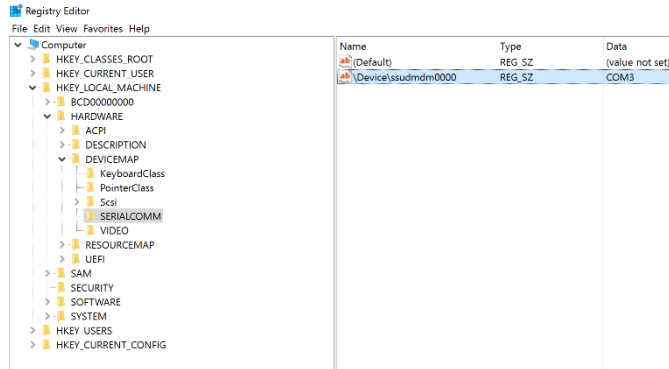 Registry Editor
File Edit View Favorites Help
Computer
HKEY_CLASSES_ROOT
HKEY_CURRENT_USER
HKEY_LOCAL_MACHINE
BCD00000000
HARDWARE
ACPI
DESCRIPTION
DEVICEMAP
KeyboardClass
PointerClass
Scsi
SERIALCOMM
VIDEO
RESOURCEMAP
UEFI
SAM
SECURITY
SOFTWARE
SYSTEM
HKEY_USERS
HKEY_CURRENT_CONFIG
Name Type Data
(Default) REG_SZ (value not set)
\Device\ssudmdm0000 REG_SZ COM3